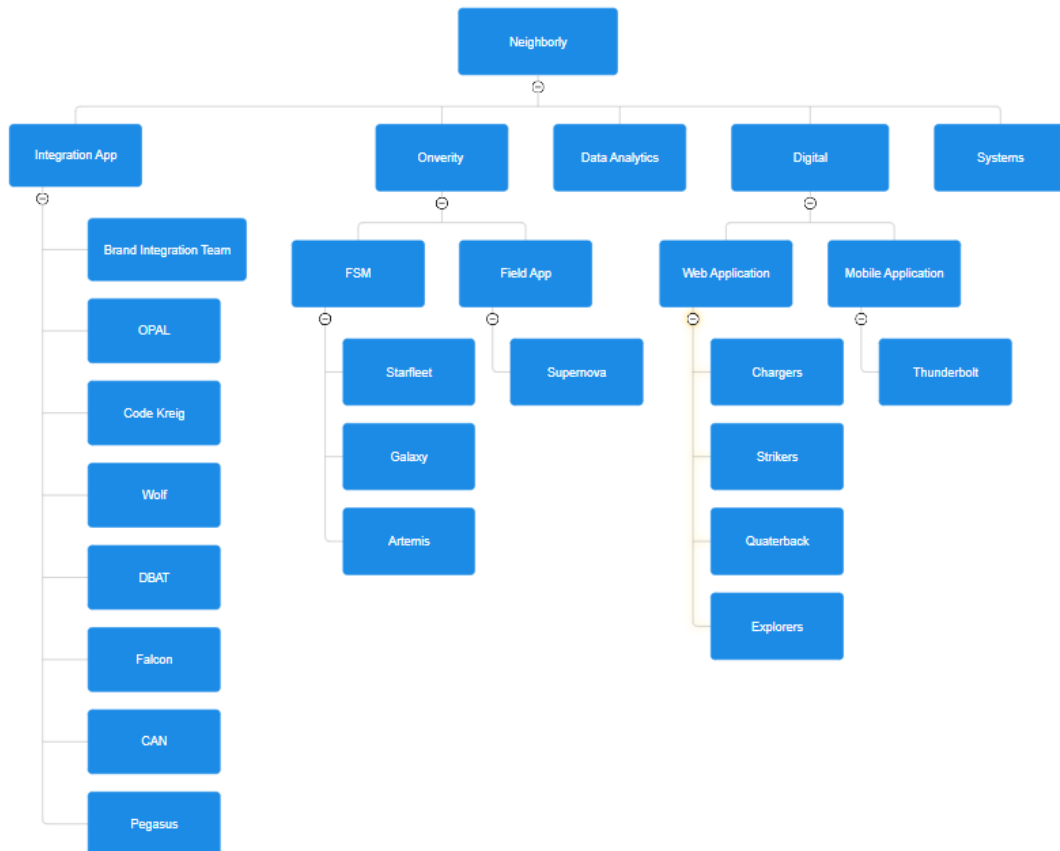 Neighborly
Integration App
Onverity
Data Analytics
Digital
Systems
Brand Integration Team
OPAL
Code Kreig
Wolf
DBAT
Falcon
CAN
Pegasus
FSM
Field App
Starfleet
Galaxy
Artemis
Supernova
Web Application
Mobile Application
Chargers
Strikers
Quaterback
Explorers
Thunderbolt